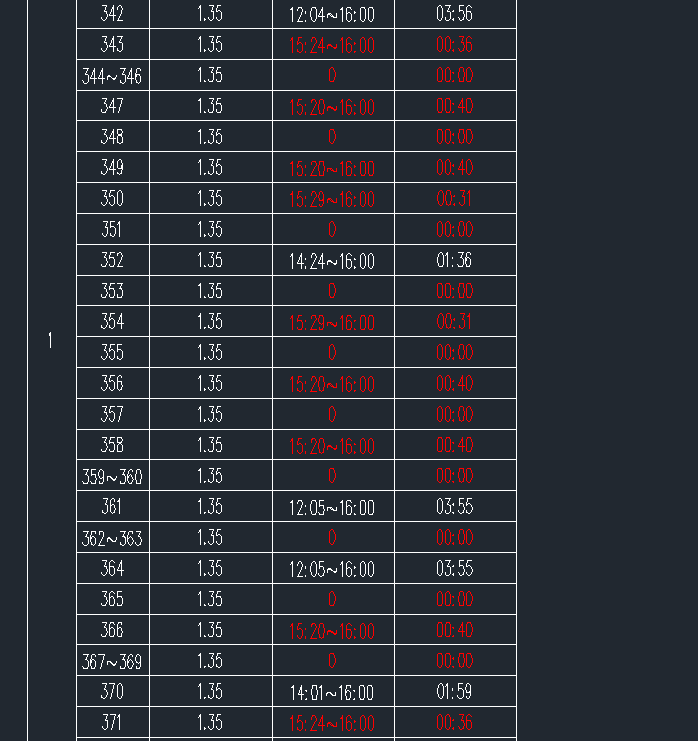 342 1.35 12:04~16:00 03:56
343 1.35 15:24~16:00 00:36
344~346 1.35 0 00:00
347 1.35 15:20~16:00 00:40
348 1.35 0 00:00
349 1.35 15:20~16:00 00:40
350 1.35 15:29~16:00 00:31
351 1.35 0 00:00
352 1.35 14:24~16:00 01:36
353 1.35 0 00:00
354 1.35 15:29~16:00 00:31
1
355 1.35 0 00:00
356 1.35 15:20~16:00 00:40
357 1.35 0 00:00
358 1.35 15:20~16:00 00:40
359~360 1.35 0 00:00
361 1.35 12:05~16:00 03:55
362~363 1.35 0 00:00
364 1.35 12:05~16:00 03:55
365 1.35 0 00:00
366 1.35 15:20~16:00 00:40
367~369 1.35 0 00:00
370 1.35 14:01~16:00 01:59
371 1.35 15:24~16:00 00:36